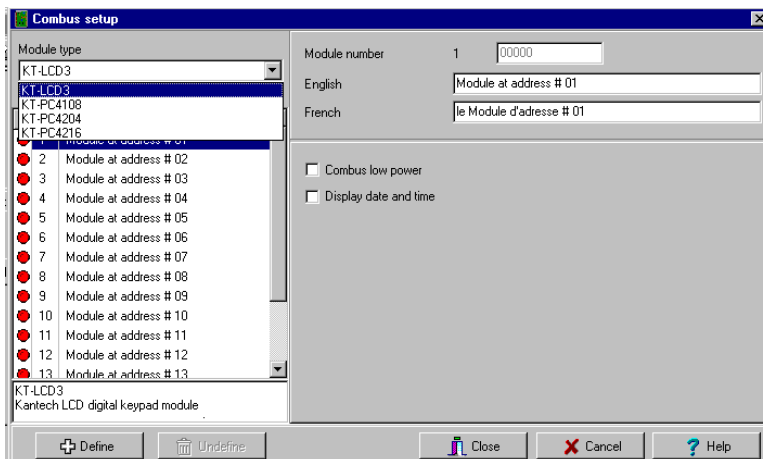 Combus setup
Module type
KT-LCD3
KT-LCD3
KT-PC4108
KT-PC4204
KT-PC4216
1 Module at address # 01
2 Module at address # 02
3 Module at address # 03
4 Module at address # 04
5 Module at address # 05
6 Module at address # 06
7 Module at address # 07
8 Module at address # 08
9 Module at address # 09
10 Module at address # 10
11 Module at address # 11
12 Module at address # 12
13 Module at address # 13
KT-LCD3
Kantech LCD digital keypad module
Module number 1 00000
English Module at address # 01
French le Module d'adresse # 01
Combus low power
Display date and time
Define Undefine Close Cancel Help